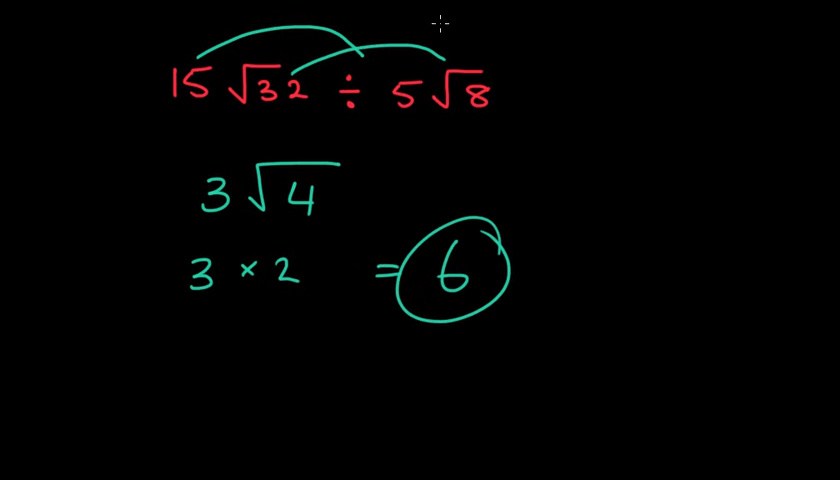 15 √32 ÷ 5 √8
3 √4
3 × 2 = 6